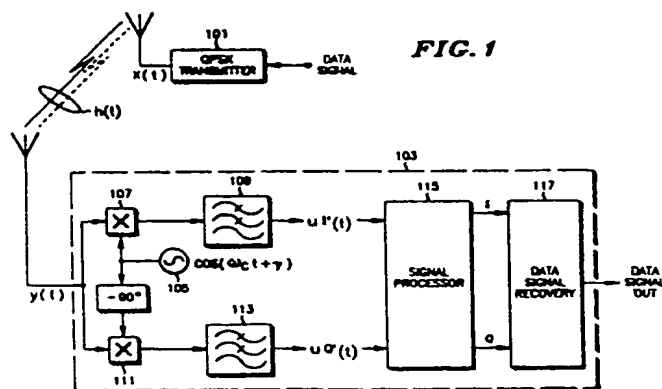 FIG. 1
101
QPSK
TRANSMITTER
DATA
SIGNAL
x(t)
h(t)
103
107
109
115
117
u I'(t)
I
COS(ω_c t+γ)
105
-90°
SIGNAL
PROCESSOR
DATA
SIGNAL
RECOVERY
DATA
SIGNAL
OUT
y(t)
113
u Q'(t)
Q
111